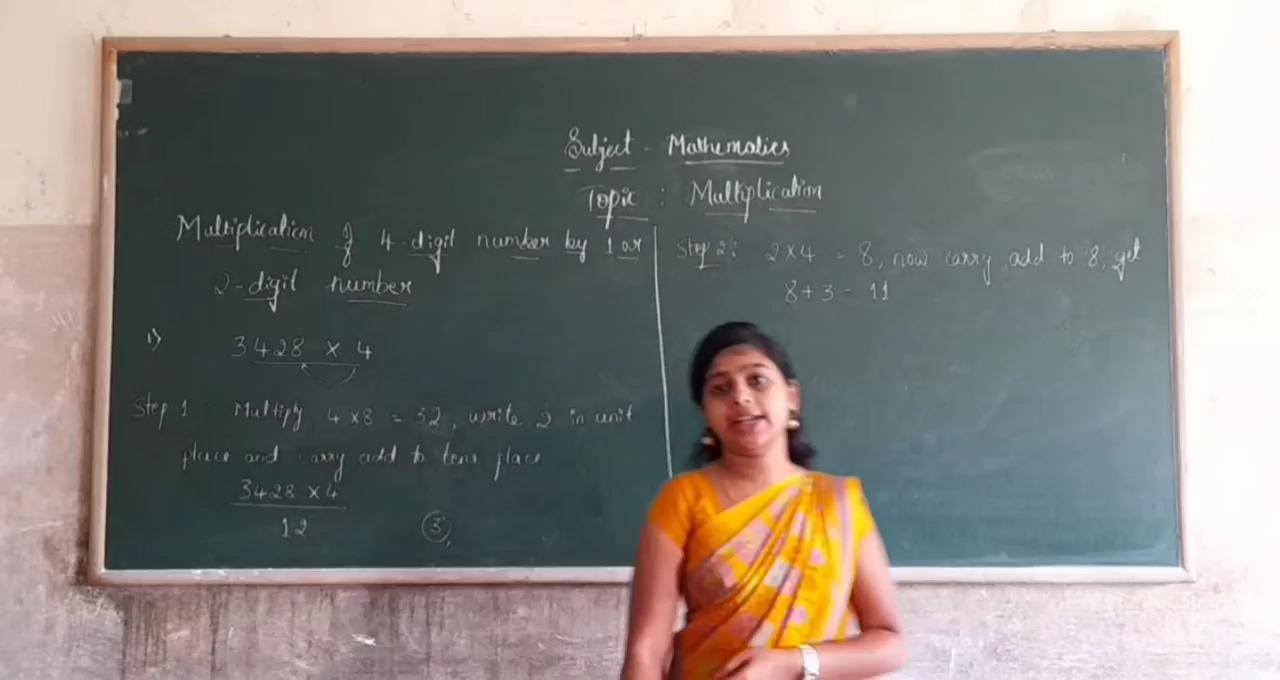 Subject - Mathematics
Topic : Multiplication
Multiplication of 4-digit number by 1 or
2-digit number
1)
3428 × 4
Step 1 : Multiply 4 × 8 = 32, write 2 in unit
place and carry add to tens place
3428 × 4
12
3
Step 2: 2 × 4 = 8, now carry add to 8, get
8 + 3 = 11